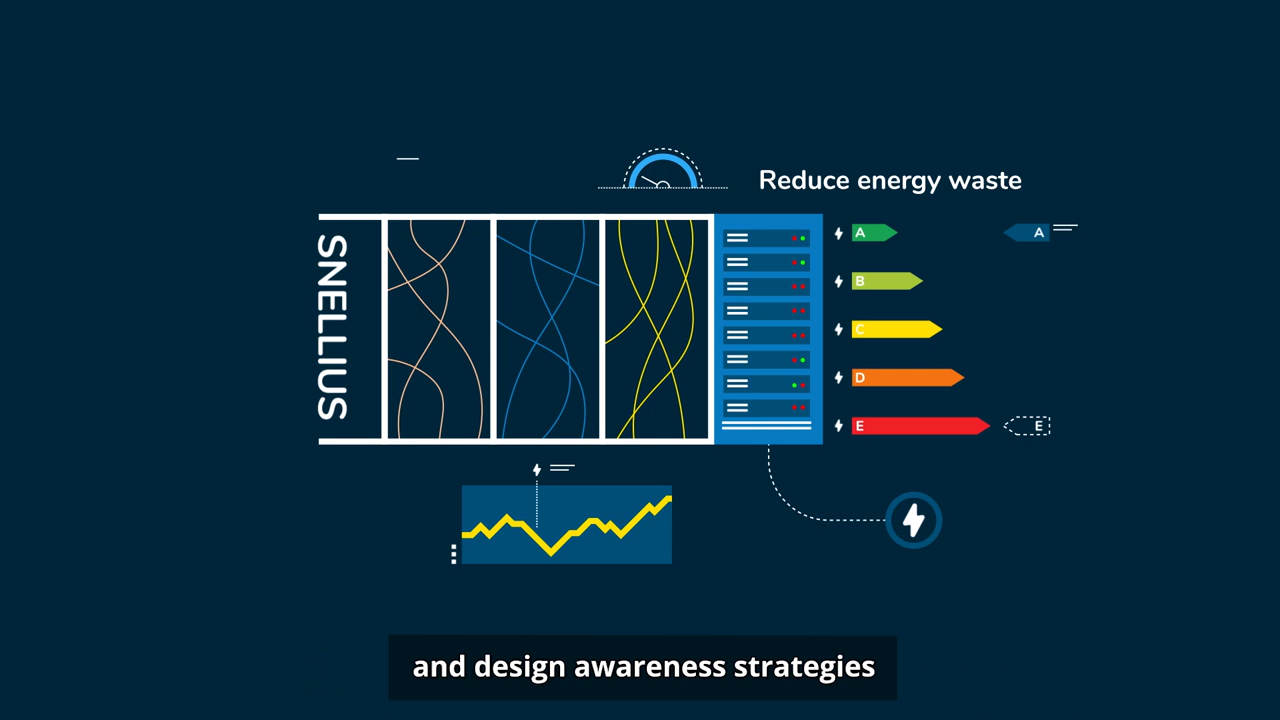 Reduce energy waste
SNELLIUS
A
A
B
C
D
E
E
and design awareness strategies